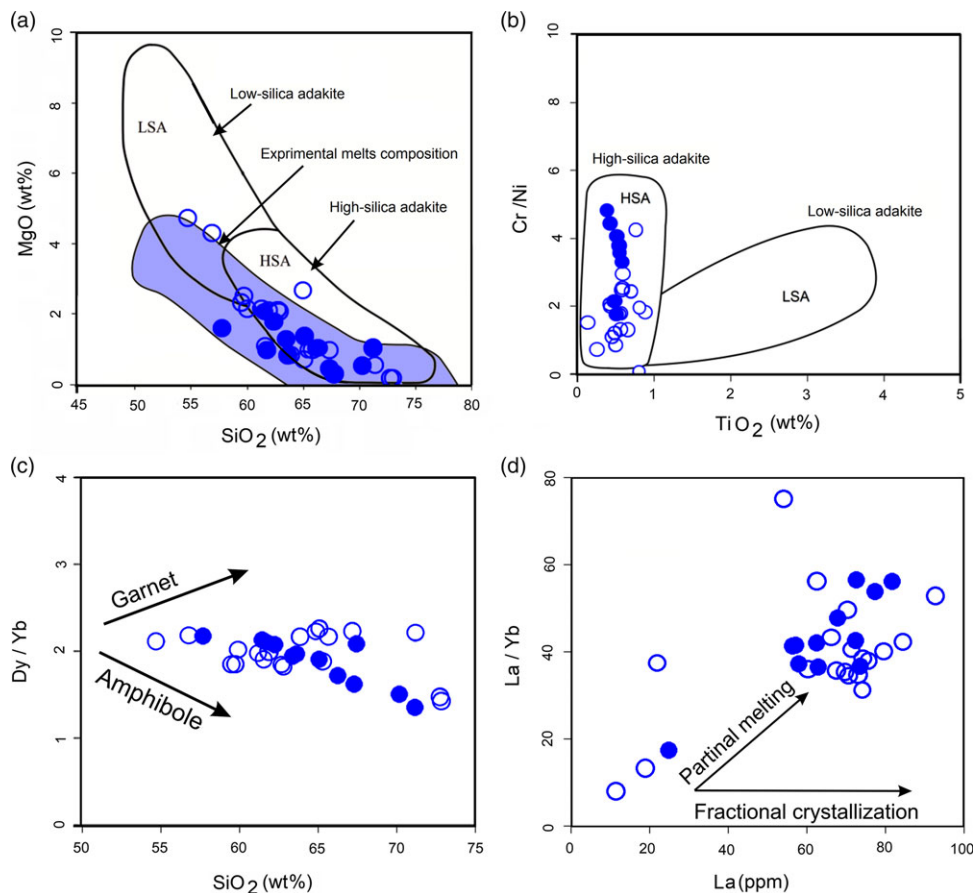 (a)
10
8
6
4
2
0
MgO (wt%)
LSA
Low-silica adakite
Exprimental melts composition
High-silica adakite
HSA
45
50
55
60
65
70
75
80
SiO2 (wt%)
(b)
10
8
6
4
2
0
Cr /Ni
High-silica adakite
HSA
Low-silica adakite
LSA
0
1
2
3
4
5
Ti O2 (wt%)
(c)
4
3
2
1
0
Dy / Yb
Garnet
Amphibole
50
55
60
65
70
75
SiO2 (wt%)
(d)
80
60
40
20
0
La / Yb
Partinal melting
Fractional crystallization
0
20
40
60
80
100
La (ppm)